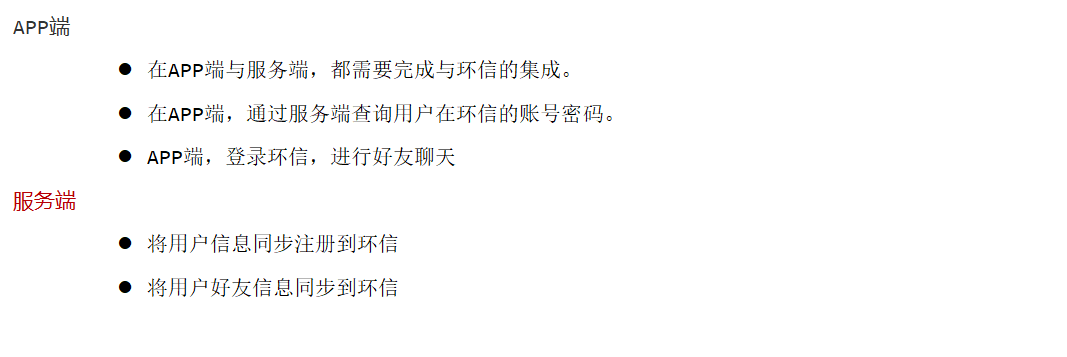 APP端
● 在APP端与服务端，都需要完成与环信的集成。
● 在APP端，通过服务端查询用户在环信的账号密码。
● APP端，登录环信，进行好友聊天
服务端
● 将用户信息同步注册到环信
● 将用户好友信息同步到环信